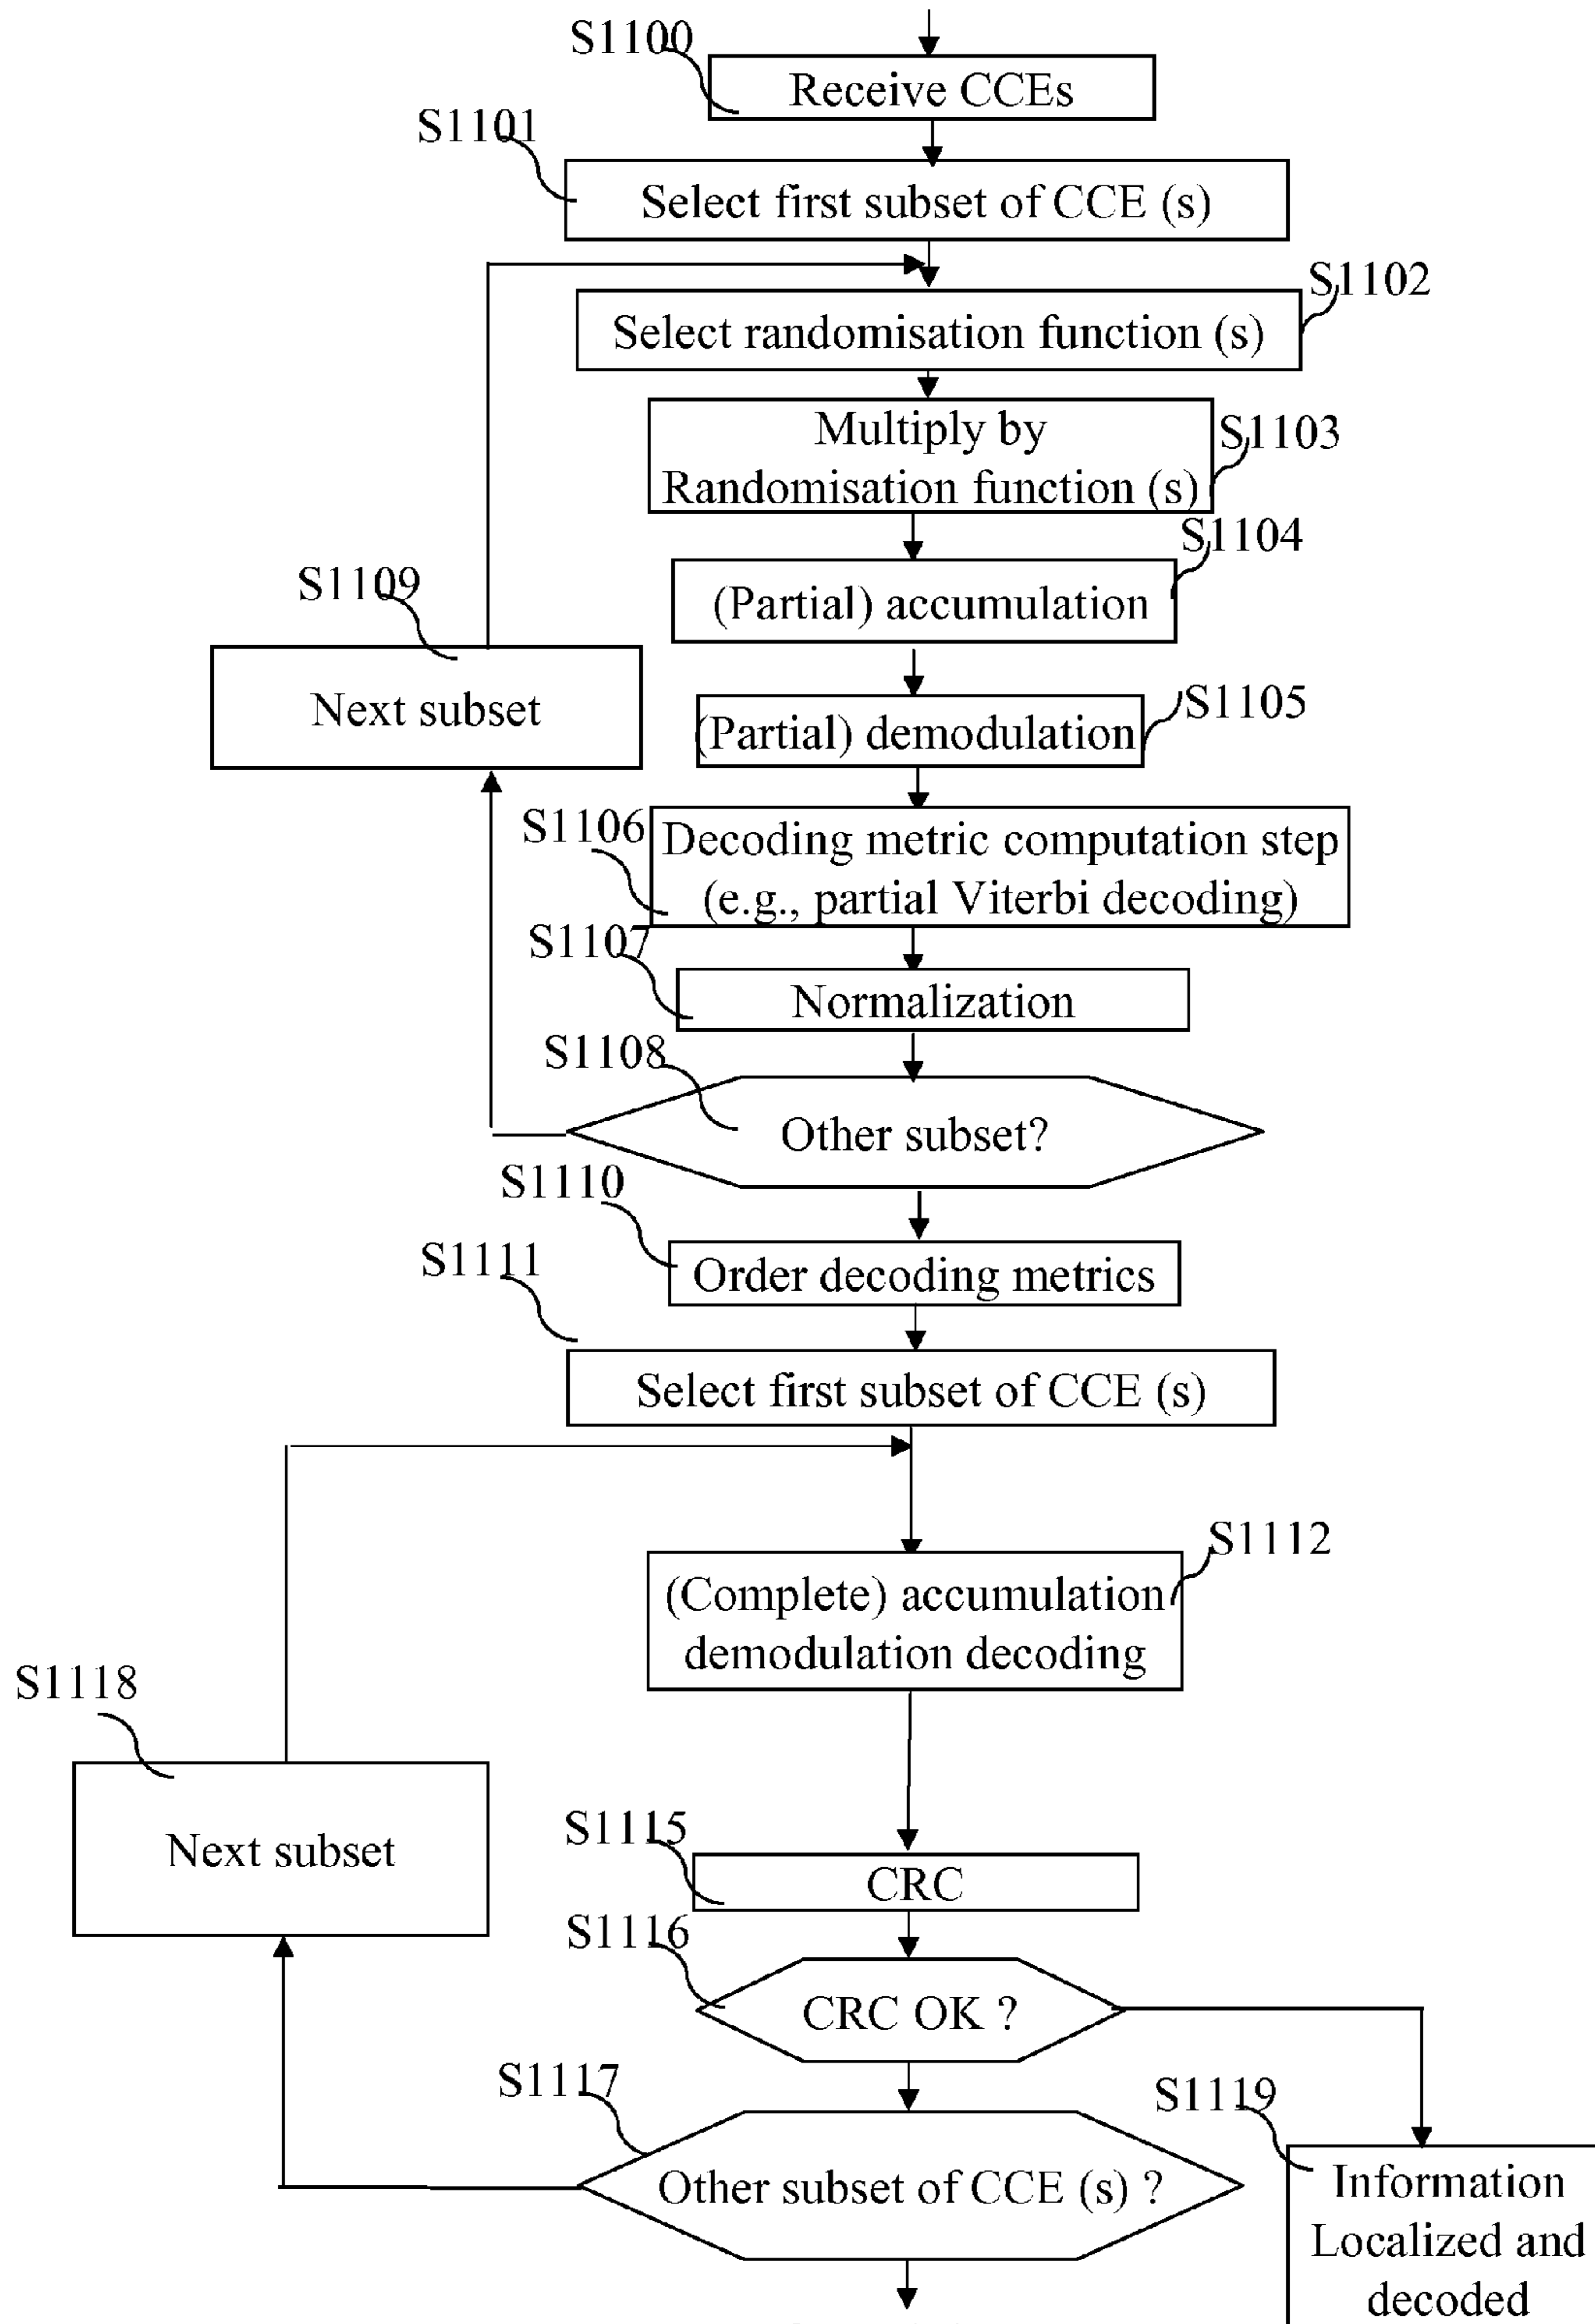 S1100
Receive CCEs
S1101
Select first subset of CCE (s)
S1102
Select randomisation function (s)
Multiply by
Randomisation function (s)
S1103
S1104
(Partial) accumulation
S1109
Next subset
S1105
(Partial) demodulation
S1106
Decoding metric computation step
(e.g., partial Viterbi decoding)
S1107
Normalization
S1108
Other subset?
S1110
Order decoding metrics
S1111
Select first subset of CCE (s)
S1112
(Complete) accumulation
demodulation decoding
S1118
Next subset
S1115
CRC
S1116
CRC OK ?
S1117
Other subset of CCE (s) ?
S1119
Information
Localized and
decoded